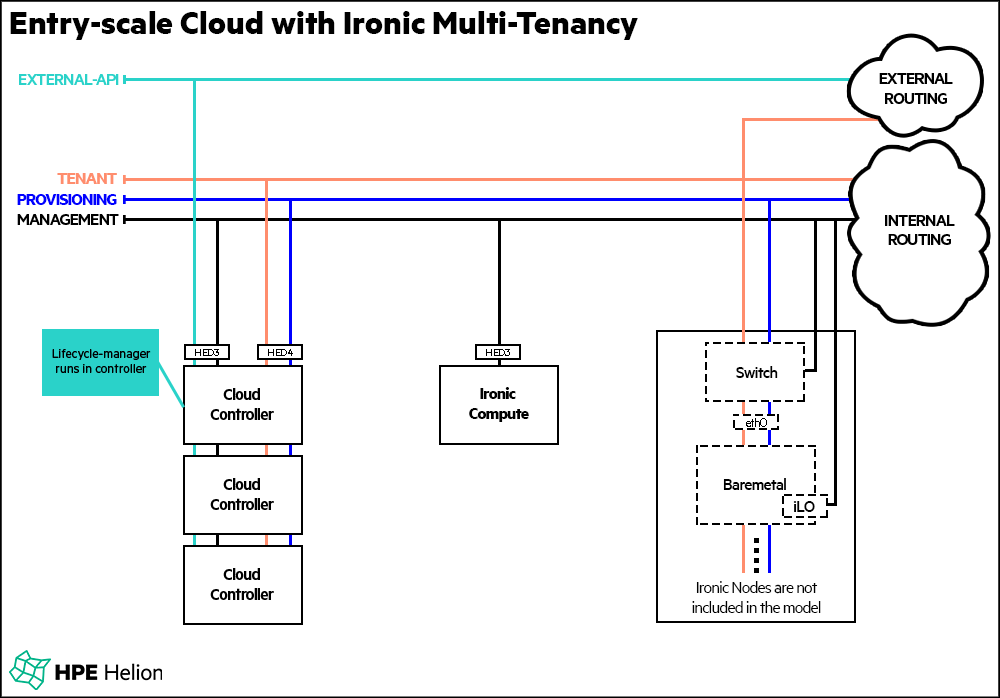 Entry-scale Cloud with Ironic Multi-Tenancy
EXTERNAL-API
EXTERNAL
ROUTING
TENANT
PROVISIONING
MANAGEMENT
INTERNAL
ROUTING
Lifecycle-manager
runs in controller
HED3
HED4
HED3
Cloud
Controller
Ironic
Compute
Switch
eth0
Cloud
Controller
Baremetal
iLO
Cloud
Controller
Ironic Nodes are not
included in the model
HPE Helion